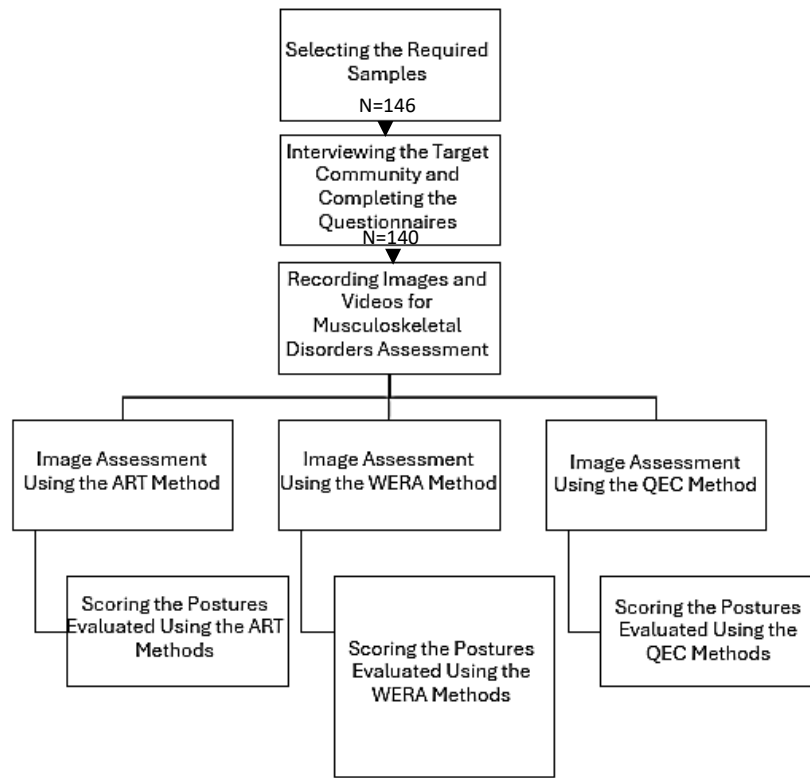 Selecting the Required
Samples
N=146
Interviewing the Target
Community and
Completing the
Questionnaires
N=140
Recording Images and
Videos for
Musculoskeletal
Disorders Assessment
Image Assessment
Using the ART Method
Image Assessment
Using the WERA Method
Image Assessment
Using the QEC Method
Scoring the Postures
Evaluated Using the ART
Methods
Scoring the Postures
Evaluated Using the
WERA Methods
Scoring the Postures
Evaluated Using the
QEC Methods